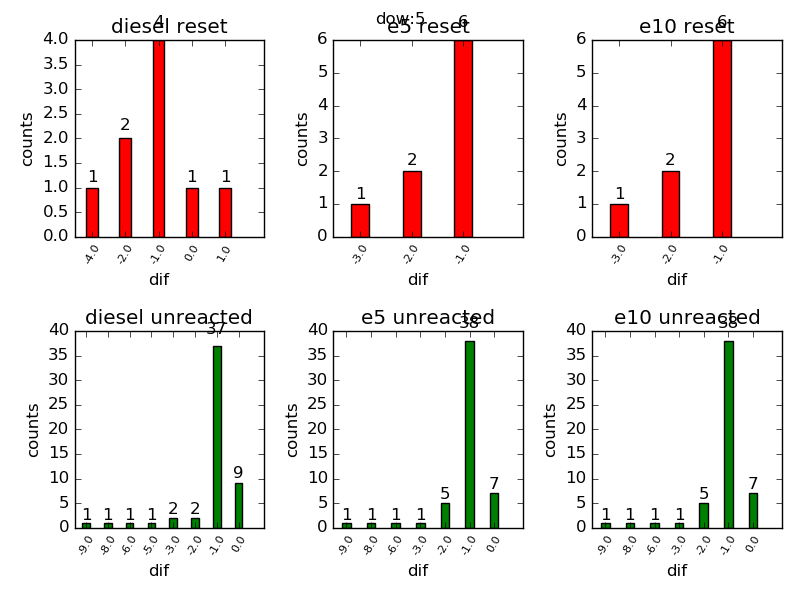 dow:5
diesel reset
4.0
3.5
3.0
2.5
2.0
1.5
1.0
0.5
0.0
counts
1
2
4
1
1
-4.0 -2.0 -1.0 0.0 1.0
dif
e5 reset
6
5
4
3
2
1
0
counts
1
2
6
-3.0 -2.0 -1.0
dif
e10 reset
6
5
4
3
2
1
0
counts
1
2
6
-3.0 -2.0 -1.0
dif
diesel unreacted
40
35
30
25
20
15
10
5
0
counts
1 1 1 1 2 2 37 9
-9.0 -8.0 -6.0 -5.0 -3.0 -2.0 -1.0 0.0
dif
e5 unreacted
40
35
30
25
20
15
10
5
0
counts
1 1 1 1 5 38 7
-9.0 -8.0 -6.0 -3.0 -2.0 -1.0 0.0
dif
e10 unreacted
40
35
30
25
20
15
10
5
0
counts
1 1 1 1 5 38 7
-9.0 -8.0 -6.0 -3.0 -2.0 -1.0 0.0
dif